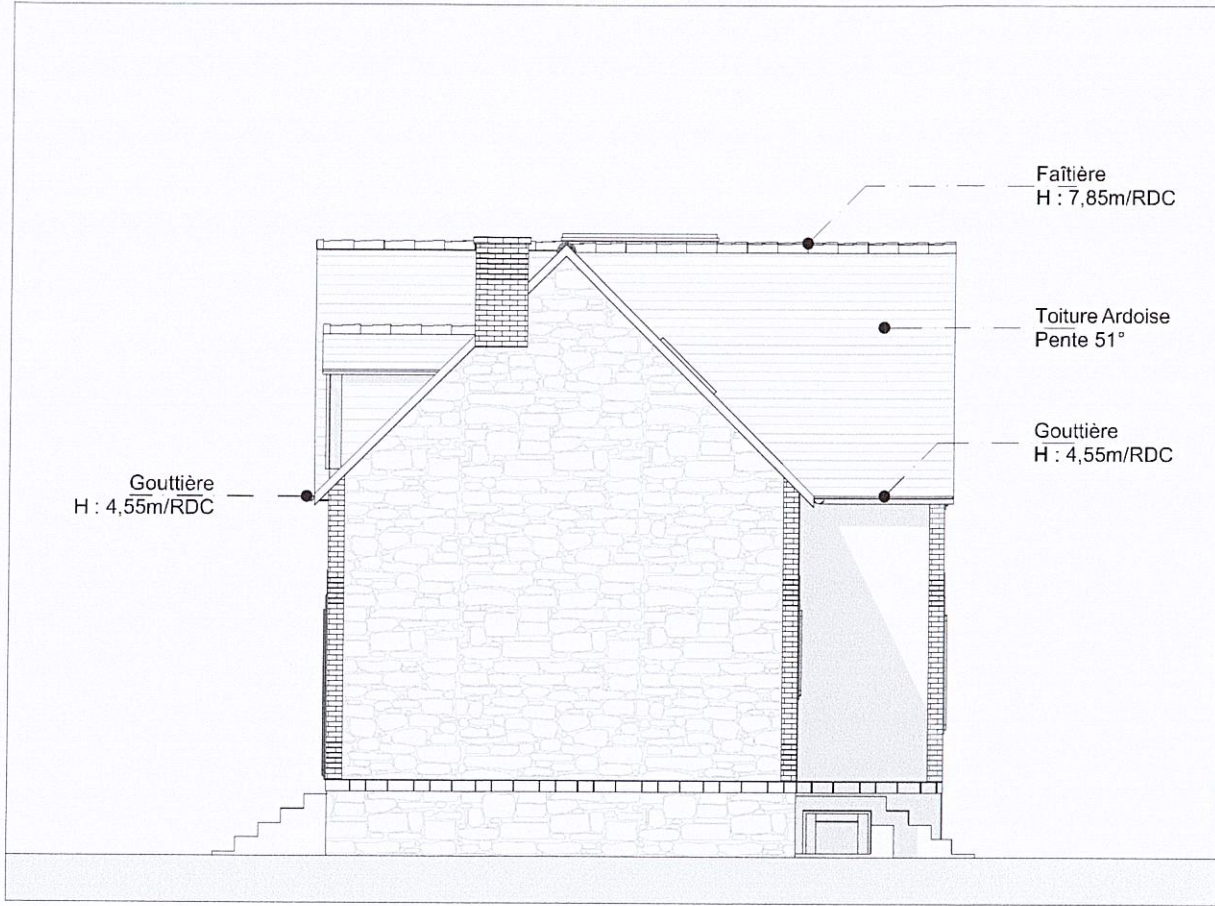 Faîtière
H : 7,85m/RDC
Toiture Ardoise
Pente 51°
Gouttière
H : 4,55m/RDC
Gouttière
H : 4,55m/RDC